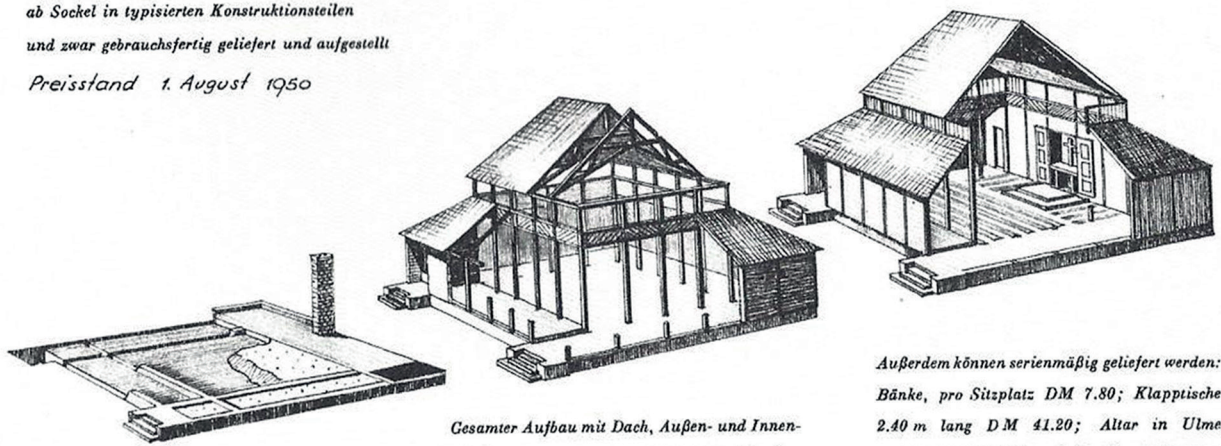 ab Sockel in typisierten Konstruktionsteilen
und zwar gebrauchsfertig geliefert und aufgestellt
Preisstand 1. August 1950
Gesamter Aufbau mit Dach, Außen- und Innen-
Außerdem können serienmäßig geliefert werden:
Bänke, pro Sitzplatz DM 7.80; Klapptische
2.40 m lang DM 41.20; Altar in Ulme